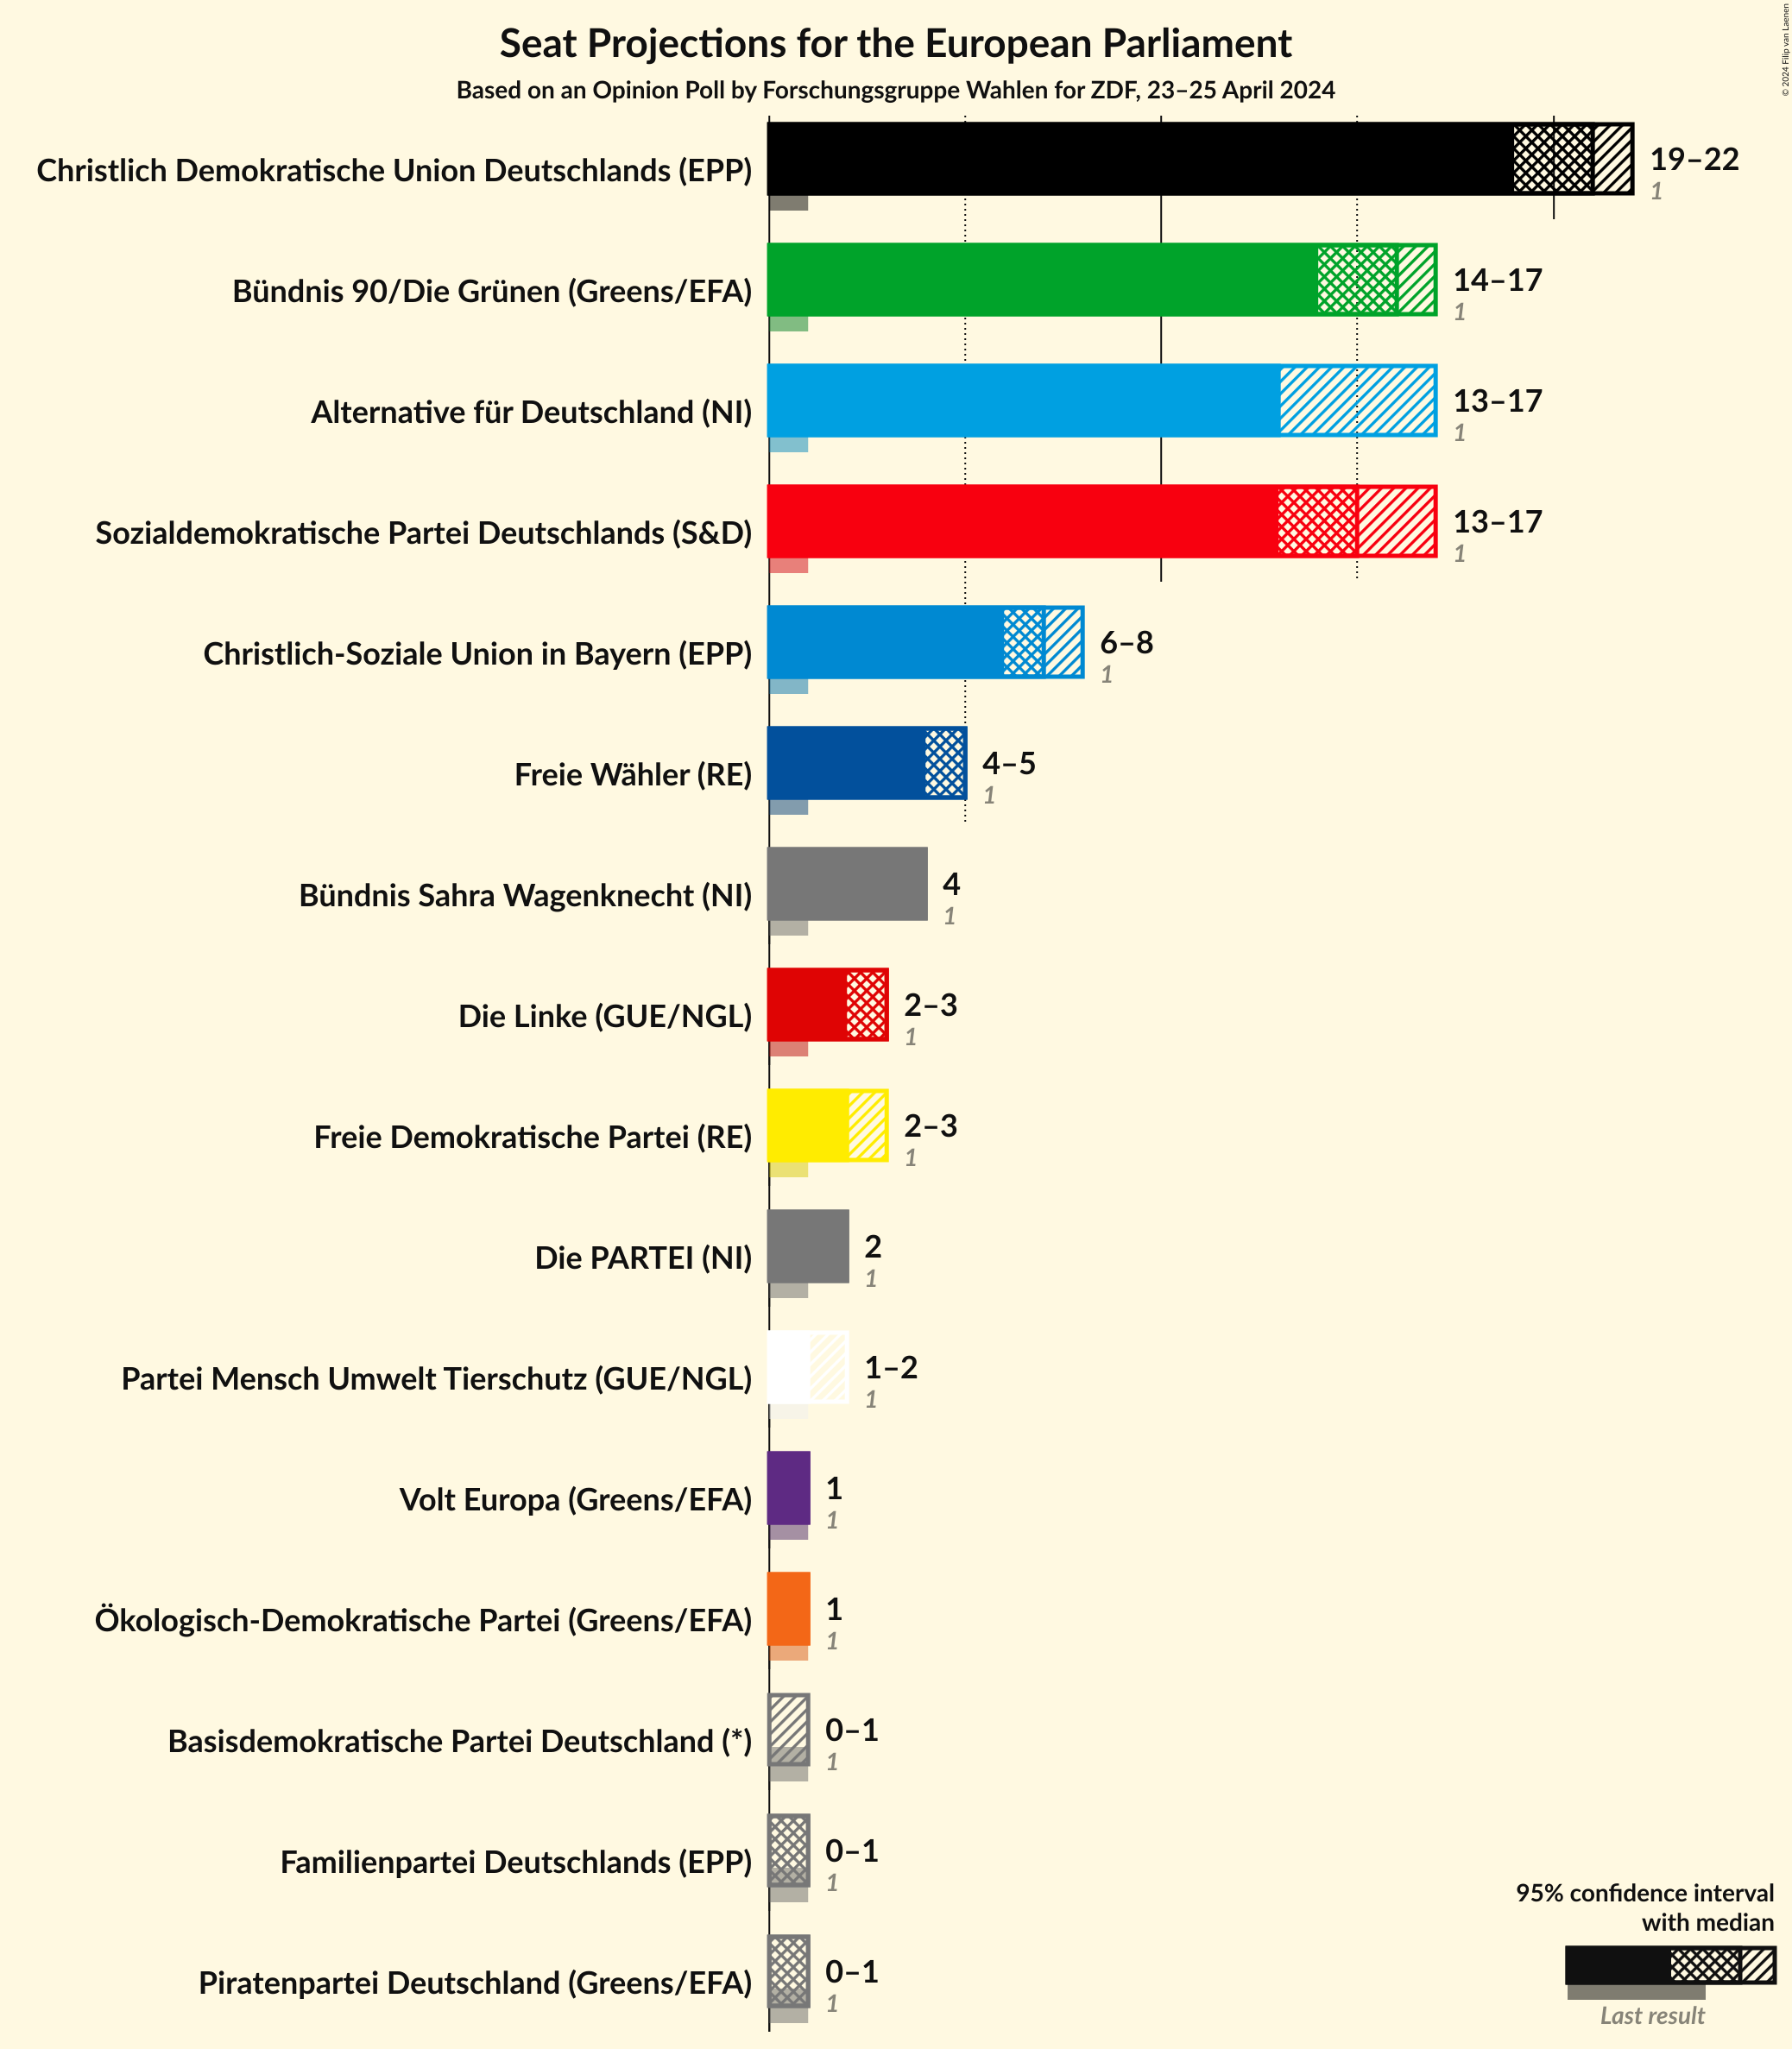 Seat Projections for the European Parliament
Based on an Opinion Poll by Forschungsgruppe Wahlen for ZDF, 23–25 April 2024
© 2024 Filip van Laenen
Christlich Demokratische Union Deutschlands (EPP)
19–22
1
Bündnis 90/Die Grünen (Greens/EFA)
14–17
1
Alternative für Deutschland (NI)
13–17
1
Sozialdemokratische Partei Deutschlands (S&D)
13–17
1
Christlich-Soziale Union in Bayern (EPP)
6–8
1
Freie Wähler (RE)
4–5
1
Bündnis Sahra Wagenknecht (NI)
4
1
Die Linke (GUE/NGL)
2–3
1
Freie Demokratische Partei (RE)
2–3
1
Die PARTEI (NI)
2
1
Partei Mensch Umwelt Tierschutz (GUE/NGL)
1–2
1
Volt Europa (Greens/EFA)
1
1
Ökologisch-Demokratische Partei (Greens/EFA)
1
1
Basisdemokratische Partei Deutschland (*)
0–1
1
Familienpartei Deutschlands (EPP)
0–1
1
Piratenpartei Deutschland (Greens/EFA)
0–1
1
95% confidence interval
with median
Last result